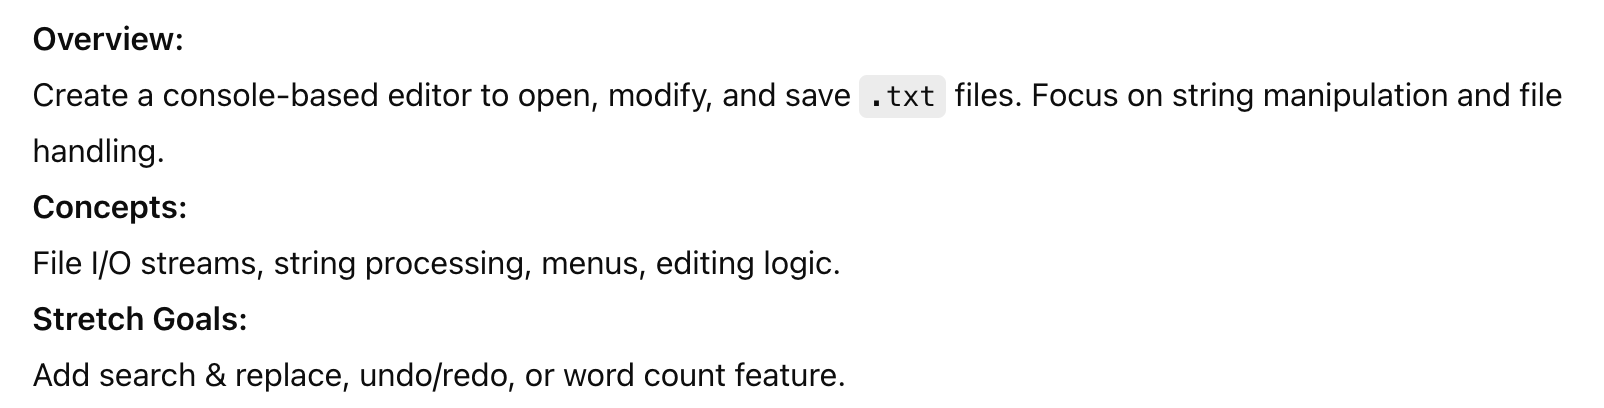 Overview:
Create a console-based editor to open, modify, and save .txt files. Focus on string manipulation and file
handling.
Concepts:
File I/O streams, string processing, menus, editing logic.
Stretch Goals:
Add search & replace, undo/redo, or word count feature.